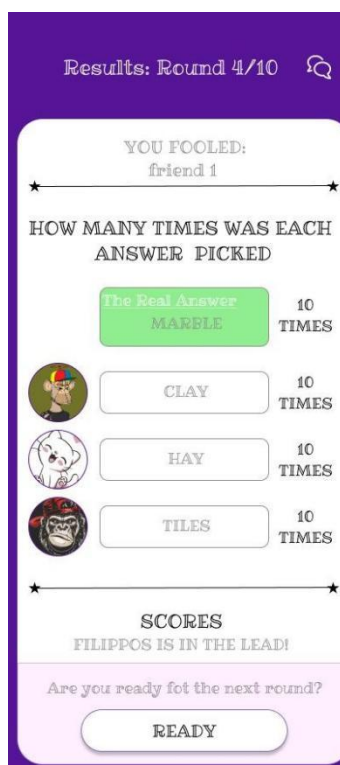 Results: Round 4/10
YOU FOOLED:
friend 1
HOW MANY TIMES WAS EACH
ANSWER PICKED
The Real Answer
MARBLE
10
TIMES
CLAY
10
TIMES
HAY
10
TIMES
TILES
10
TIMES
SCORES
FILIPPOS IS IN THE LEAD!
Are you ready fot the next round?
READY